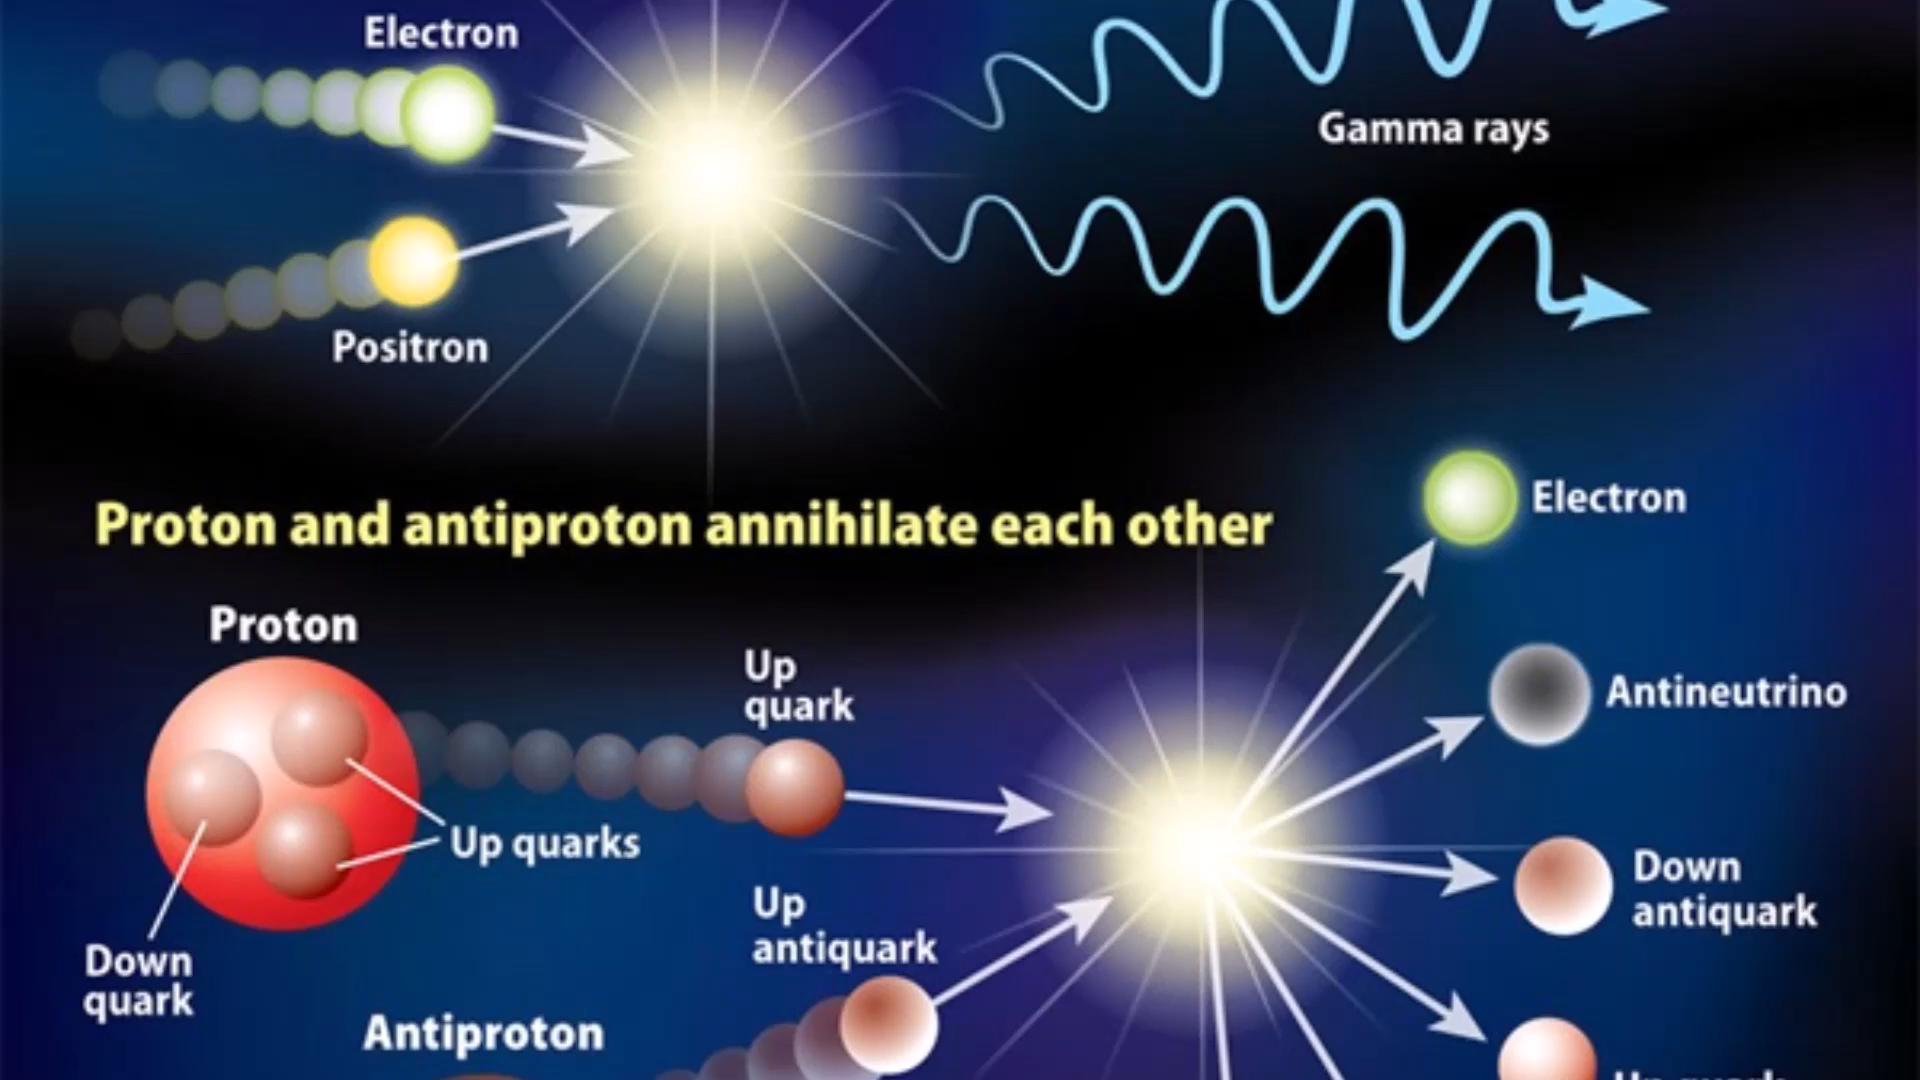 Electron
Gamma rays
Positron
Electron
Proton and antiproton annihilate each other
Proton
Up
quark
Antineutrino
Up quarks
Down
antiquark
Up
antiquark
Down
quark
Antiproton